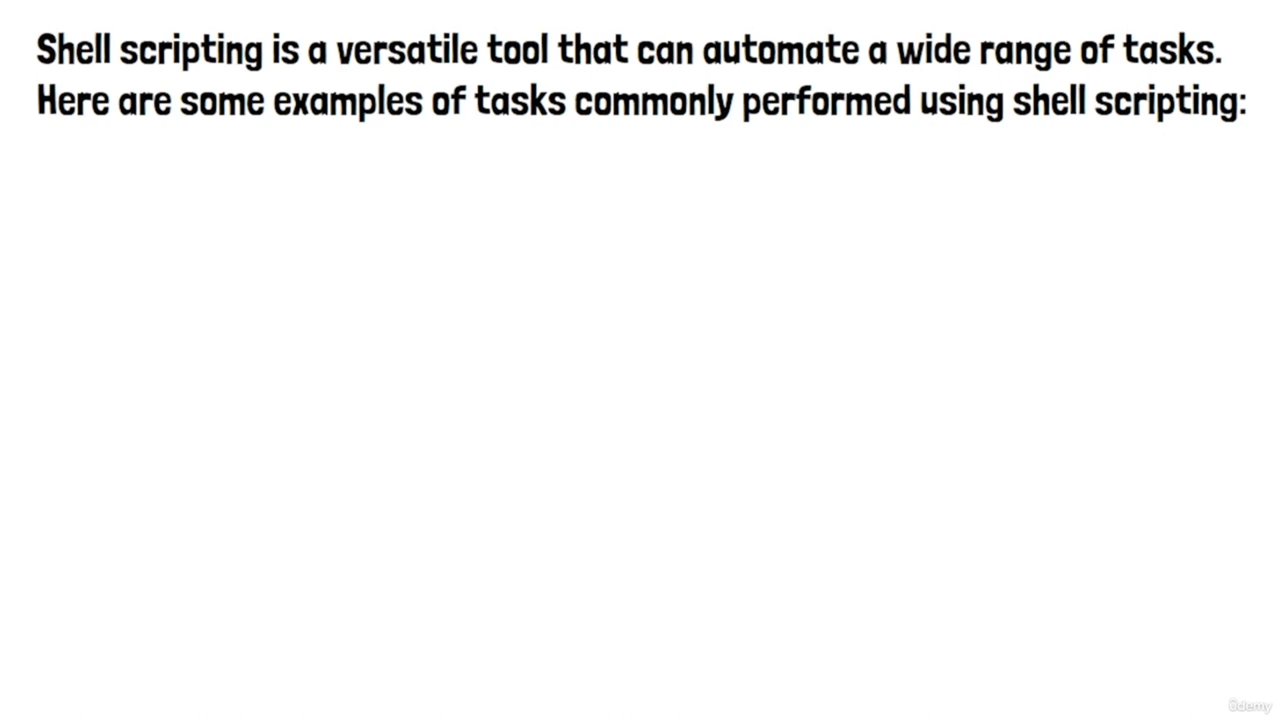 Shell scripting is a versatile tool that can automate a wide range of tasks.
Here are some examples of tasks commonly performed using shell scripting:
ûdemy